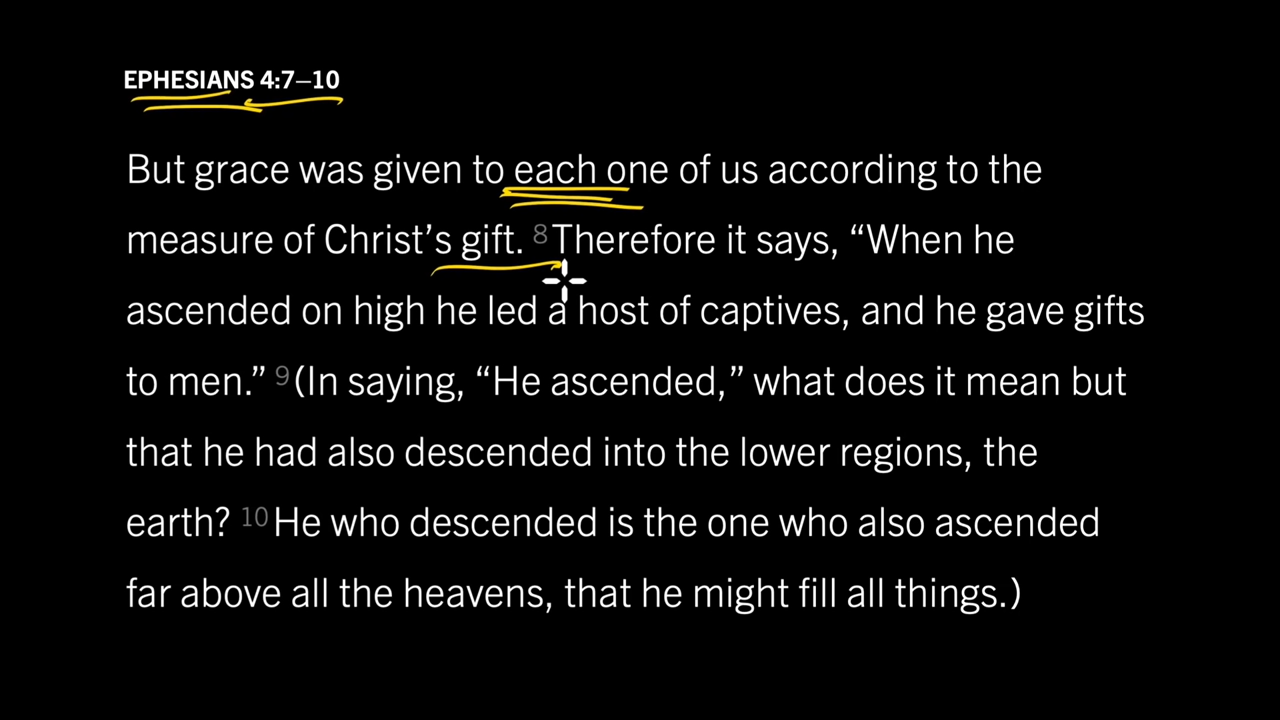 EPHESIANS 4:7–10
But grace was given to each one of us according to the
measure of Christ’s gift. 8 Therefore it says, “When he
ascended on high he led a host of captives, and he gave gifts
to men.” 9 (In saying, “He ascended,” what does it mean but
that he had also descended into the lower regions, the
earth? 10 He who descended is the one who also ascended
far above all the heavens, that he might fill all things.)